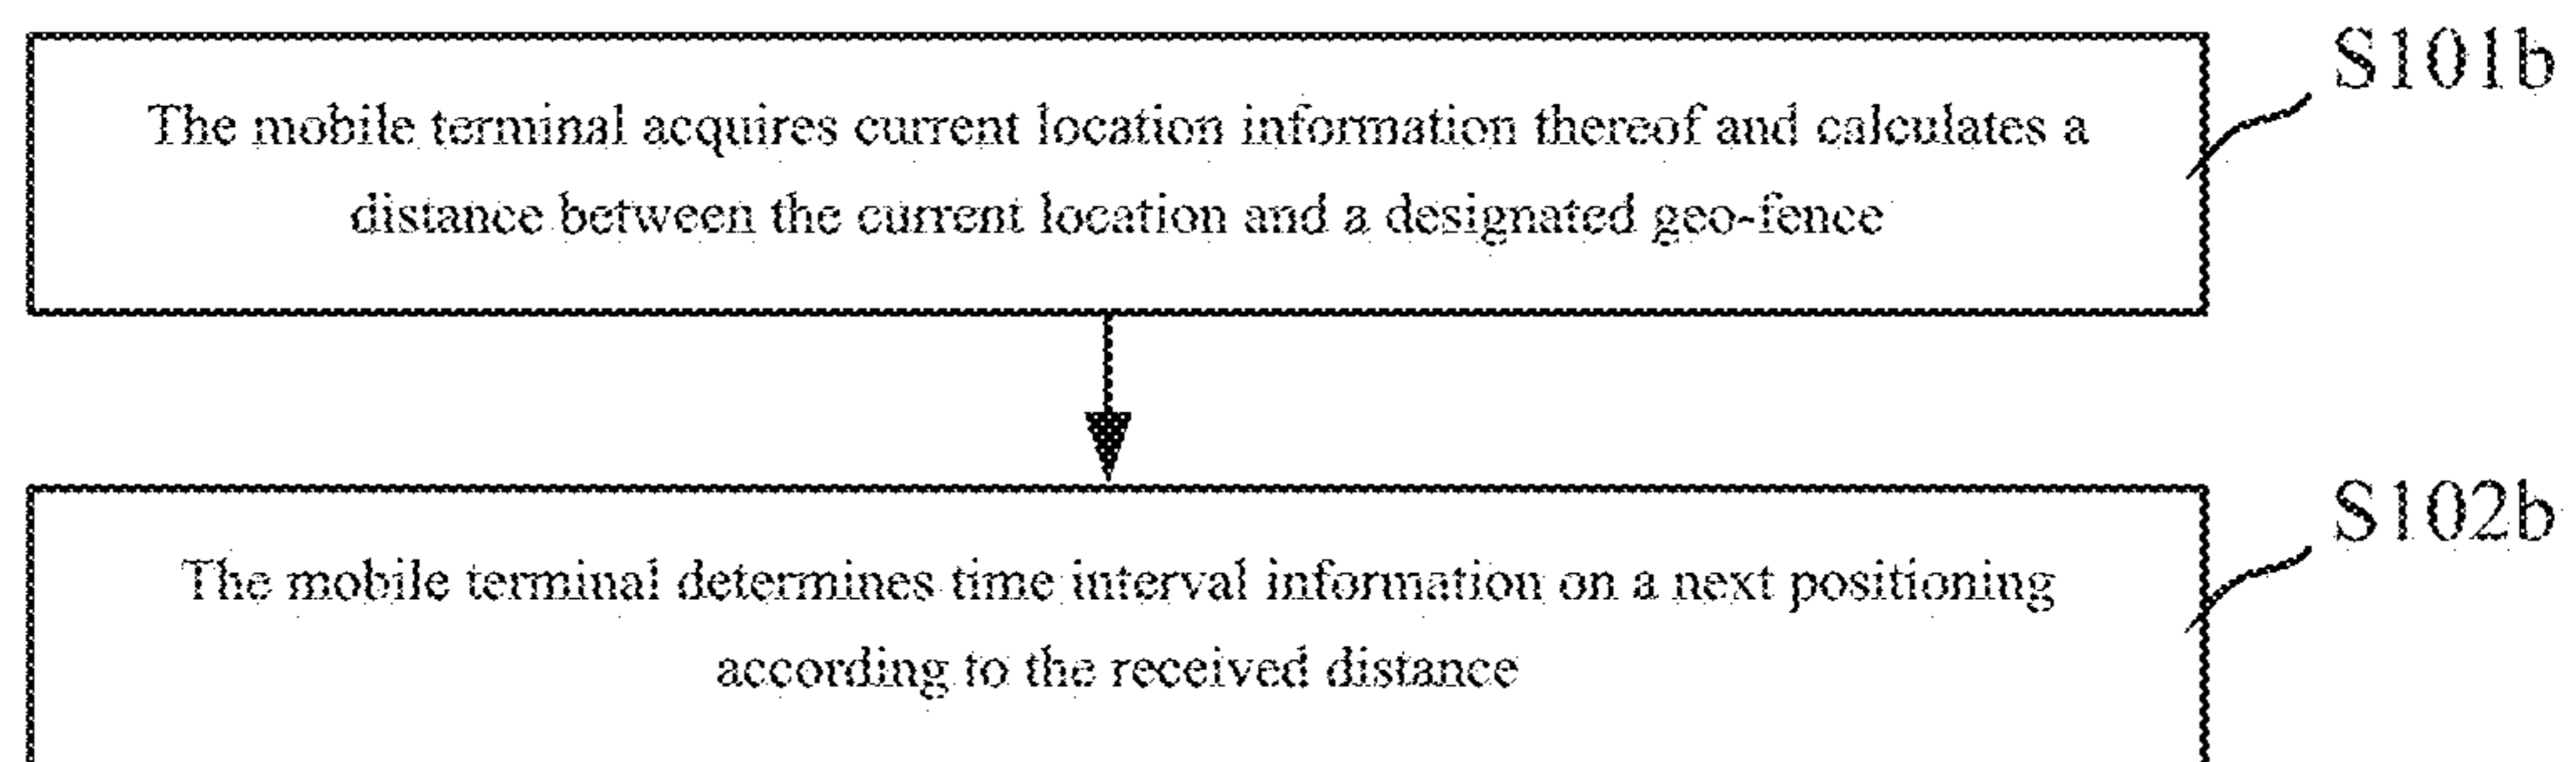 S101b
The mobile terminal acquires current location information thereof and calculates a
distance between the current location and a designated geo-fence
S102b
The mobile terminal determines time interval information on a next positioning
according to the received distance